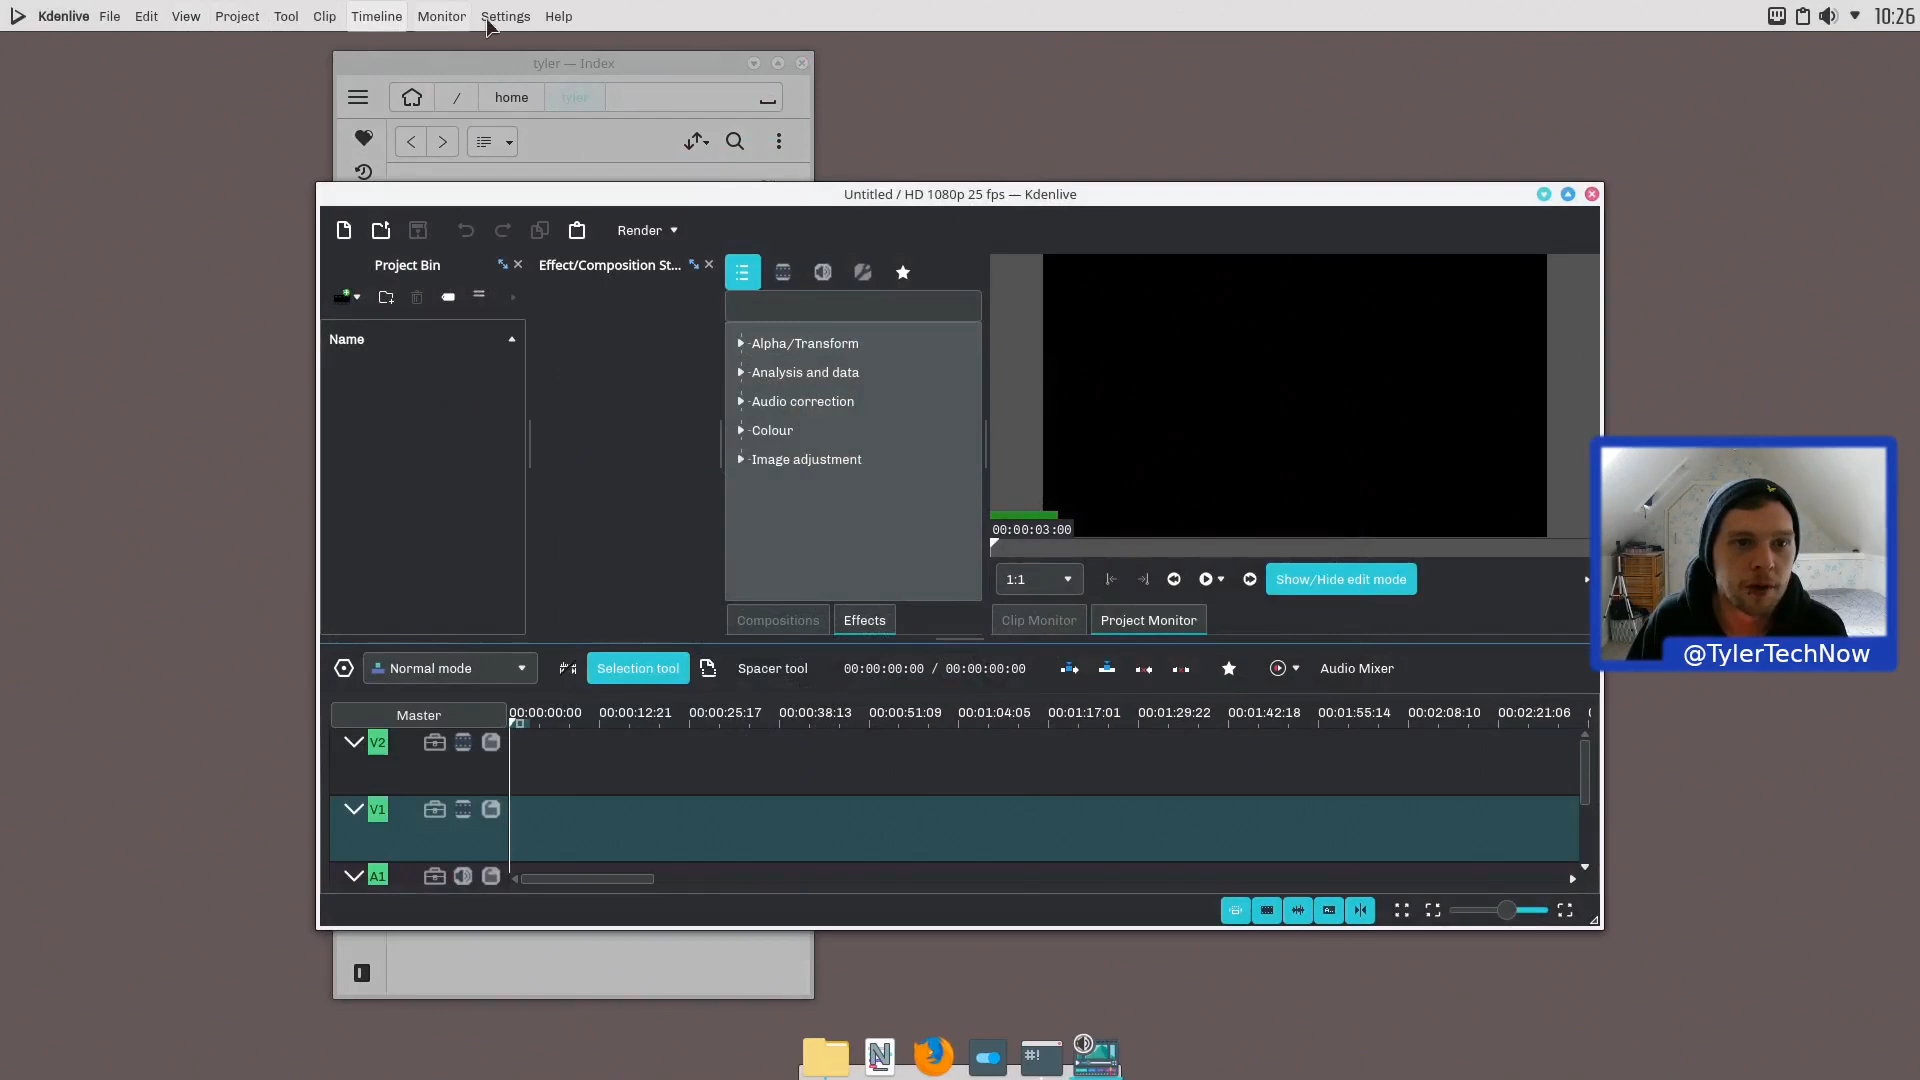 Kdenlive File Edit View Project Tool Clip Timeline Monitor Settings Help 10:26
tyler — Index
/ home tyler
Untitled / HD 1080p 25 fps — Kdenlive
Render
Project Bin Effect/Composition St...
Name
Alpha/Transform
Analysis and data
Audio correction
Colour
Image adjustment
00:00:03:00
1:1 Show/Hide edit mode
Compositions Effects Clip Monitor Project Monitor
@TylerTechNow
Normal mode Selection tool Spacer tool 00:00:00:00 / 00:00:00:00 Audio Mixer
Master 00:00:00:00 00:00:12:21 00:00:25:17 00:00:38:13 00:00:51:09 00:01:04:05 00:01:17:01 00:01:29:22 00:01:42:18 00:01:55:14 00:02:08:10 00:02:21:06
V2
V1
A1
#!